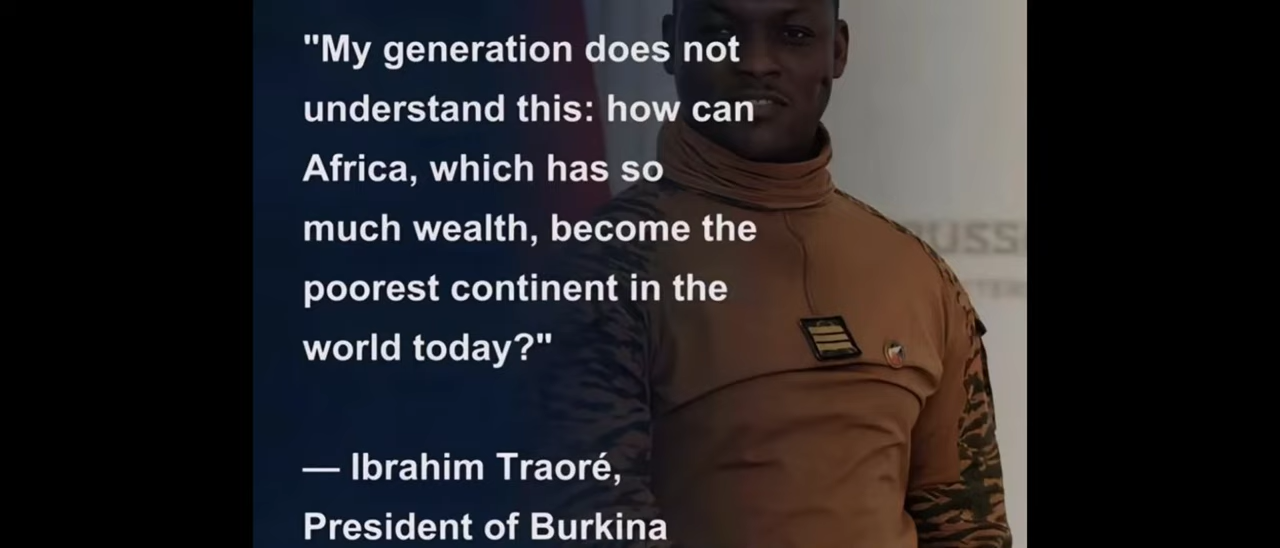 "My generation does not
understand this: how can
Africa, which has so
much wealth, become the
poorest continent in the
world today?"
— Ibrahim Traoré,
President of Burkina